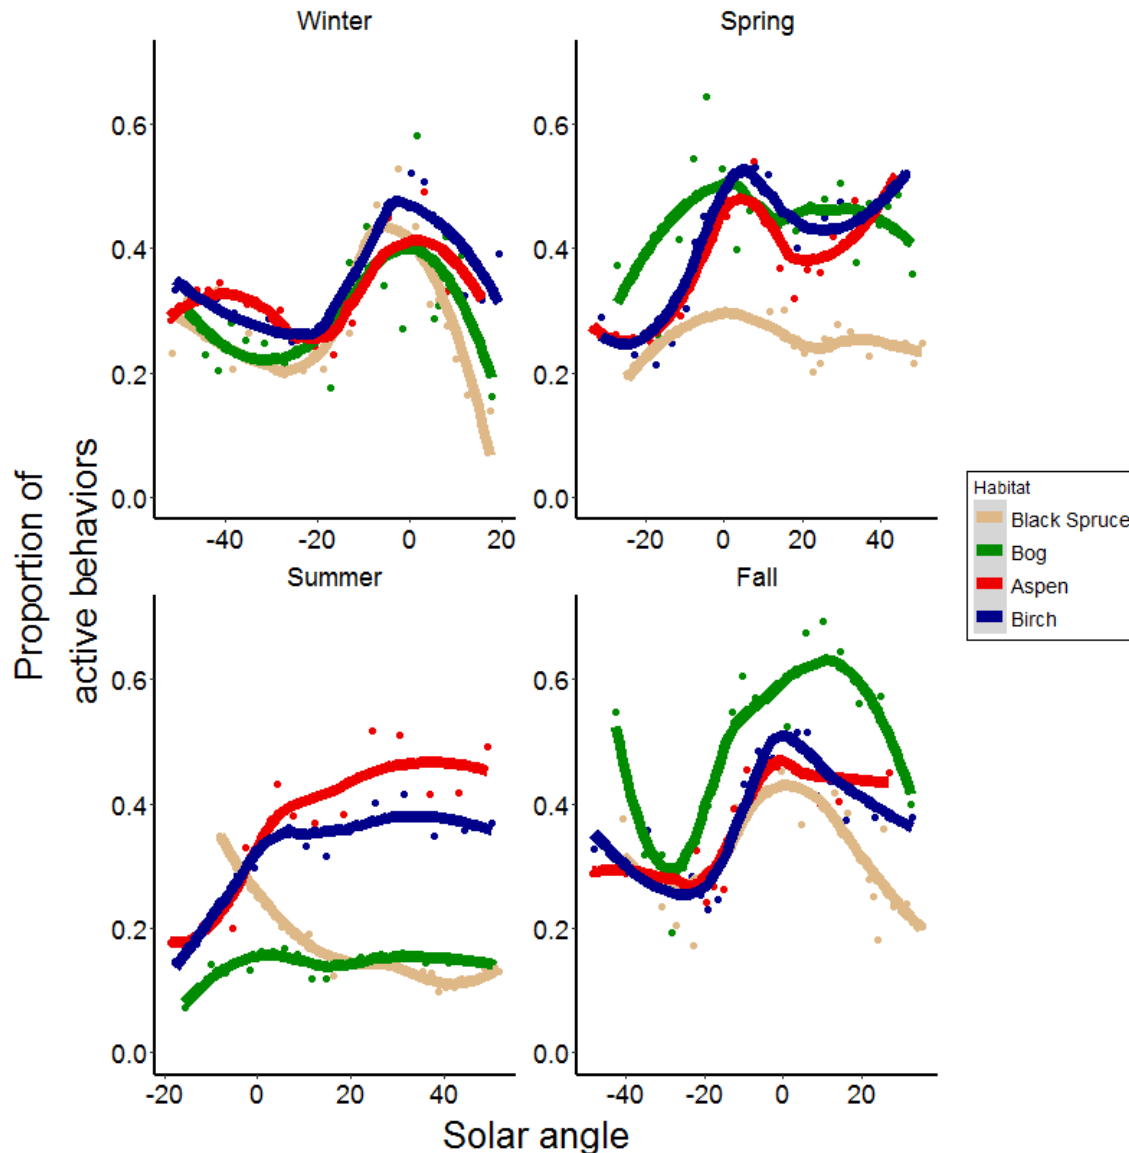 Winter
Spring
0.6
0.4
0.2
0.0
-40
-20
0
20
0.6
0.4
0.2
0.0
-20
0
20
40
Proportion of
active behaviors
Habitat
Black Spruce
Bog
Aspen
Birch
Summer
Fall
0.6
0.4
0.2
0.0
-20
0
20
40
0.6
0.4
0.2
0.0
-40
-20
0
20
Solar angle